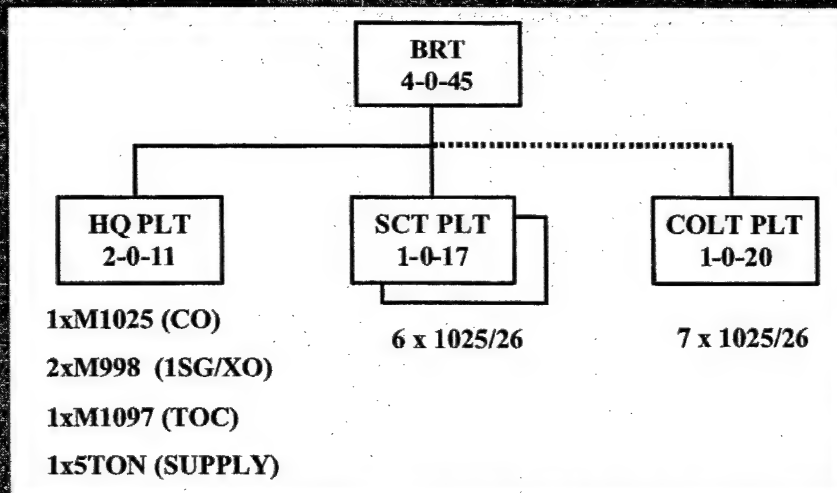 BRT
4-0-45
HQ PLT
2-0-11
SCT PLT
1-0-17
COLT PLT
1-0-20
1xM1025 (CO)
2xM998 (1SG/XO)
1xM1097 (TOC)
1x5TON (SUPPLY)
6 x 1025/26
7 x 1025/26